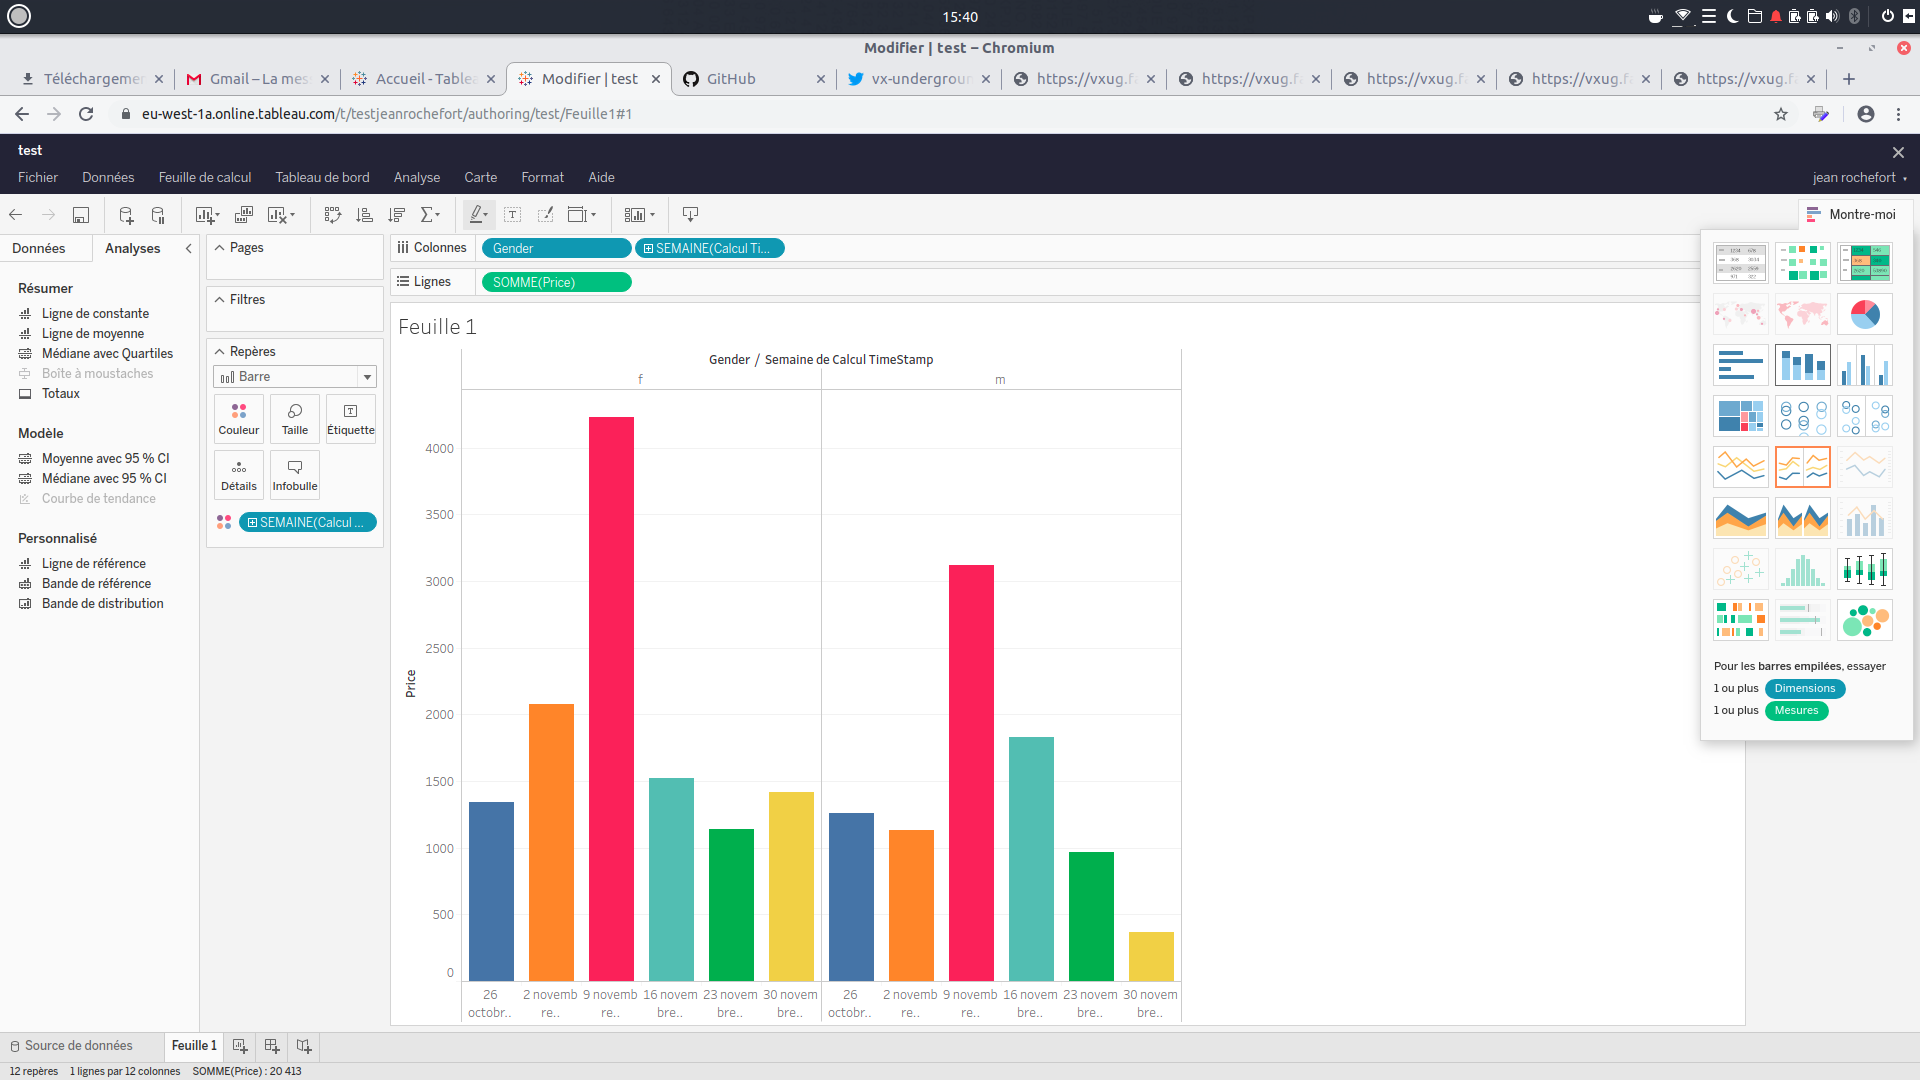 15:40
Modifier | test – Chromium
Téléchargemen
Gmail – La mes
Accueil - Table
Modifier | test
GitHub
vx-undergroun
https://vxug.f
https://vxug.f
https://vxug.f
https://vxug.f
https://vxug.f
eu-west-1a.online.tableau.com/t/testjeanrochefort/authoring/test/Feuille1#1
test
Fichier Données Feuille de calcul Tableau de bord Analyse Carte Format Aide
jean rochefort
Montre-moi
Données Analyses
Résumer
Ligne de constante
Ligne de moyenne
Médiane avec Quartiles
Boîte à moustaches
Totaux
Modèle
Moyenne avec 95 % CI
Médiane avec 95 % CI
Courbe de tendance
Personnalisé
Ligne de référence
Bande de référence
Bande de distribution
Pages
Filtres
Repères
Barre
Couleur Taille Étiquette
Détails Infobulle
SEMAINE(Calcul ...
Colonnes Gender SEMAINE(Calcul Ti...
Lignes SOMME(Price)
Feuille 1
Gender / Semaine de Calcul TimeStamp
f m
Price
4000
3500
3000
2500
2000
1500
1000
500
0
26 octobr.. 2 novemb re.. 9 novemb re.. 16 novem bre.. 23 novem bre.. 30 novem bre.. 26 octobr.. 2 novemb re.. 9 novemb re.. 16 novem bre.. 23 novem bre.. 30 novem bre..
Pour les barres empilées, essayer
1 ou plus Dimensions
1 ou plus Mesures
Source de données Feuille 1
12 repères 1 lignes par 12 colonnes SOMME(Price) : 20 413